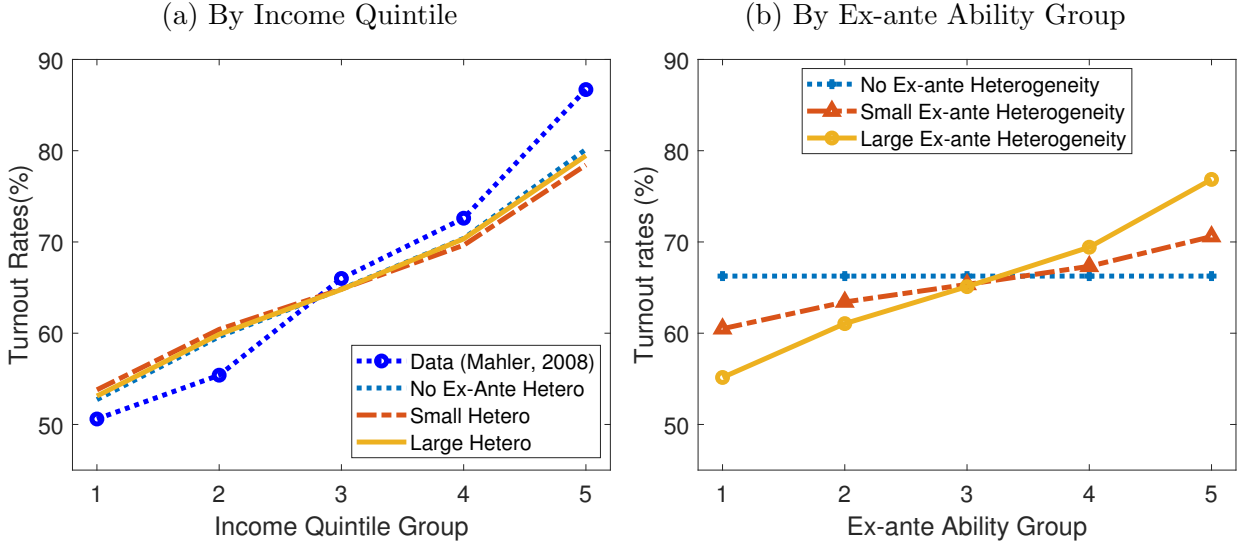 (a) By Income Quintile
90
80
70
60
50
Turnout Rates(%)
Data (Mahler, 2008)
No Ex-Ante Hetero
Small Hetero
Large Hetero
1 2 3 4 5
Income Quintile Group
(b) By Ex-ante Ability Group
90
80
70
60
50
Turnout rates (%)
No Ex-ante Heterogeneity
Small Ex-ante Heterogeneity
Large Ex-ante Heterogeneity
1 2 3 4 5
Ex-ante Ability Group